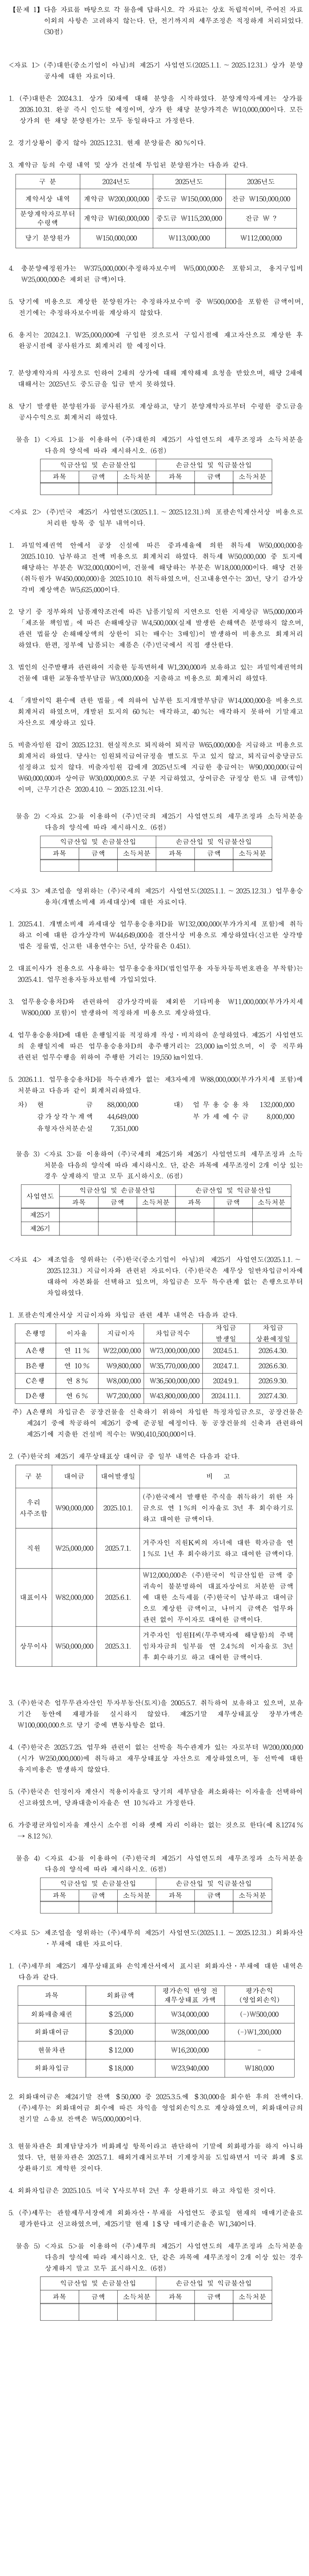 【문제 1】 다음 자료를 바탕으로 각 물음에 답하시오. 각 자료는 상호 독립적이며, 주어진 자료
이외의 사항은 고려하지 않는다. 단, 전기까지의 세무조정은 적정하게 처리되었다.
(30점)
<자료 1> (주)대한(중소기업이 아님)의 제25기 사업연도(2025.1.1. ~ 2025.12.31.) 상가 분양
공사에 대한 자료이다.
1. (주)대한은 2024.3.1. 상가 50채에 대해 분양을 시작하였다. 분양계약자에게는 상가를
2026.10.31. 완공 즉시 인도할 예정이며, 상가 한 채당 분양가격은 ₩10,000,000이다. 모든
상가의 한 채당 분양원가는 모두 동일하다고 가정한다.
2. 경기상황이 좋지 않아 2025.12.31. 현재 분양률은 80 %이다.
3. 계약금 등의 수령 내역 및 상가 건설에 투입된 분양원가는 다음과 같다.
구 분 2024년도 2025년도 2026년도
계약서상 내역 계약금 ₩200,000,000 중도금 ₩150,000,000 잔금 ₩150,000,000
분양계약자로부터 수령액 계약금 ₩160,000,000 중도금 ₩115,200,000 잔금 ₩ ?
당기 분양원가 ₩150,000,000 ₩113,000,000 ₩112,000,000
4. 총분양예정원가는 ₩375,000,000(추정하자보수비 ₩5,000,000은 포함되고, 용지구입비
₩25,000,000은 제외된 금액)이다.
5. 당기에 비용으로 계상한 분양원가는 추정하자보수비 중 ₩500,000을 포함한 금액이며,
전기에는 추정하자보수비를 계상하지 않았다.
6. 용지는 2024.2.1. ₩25,000,000에 구입한 것으로서 구입시점에 재고자산으로 계상한 후
완공시점에 공사원가로 회계처리 할 예정이다.
7. 분양계약자의 사정으로 인하여 2채의 상가에 대해 계약해제 요청을 받았으며, 해당 2채에
대해서는 2025년도 중도금을 입금 받지 못하였다.
8. 당기 발생한 분양원가를 공사원가로 계상하고, 당기 분양계약자로부터 수령한 중도금을
공사수익으로 회계처리 하였다.
물음 1) <자료 1>를 이용하여 (주)대한의 제25기 사업연도의 세무조정과 소득처분을
다음의 양식에 따라 제시하시오. (6점)
익금산입 및 손금불산입 손금산입 및 익금불산입
과목 금액 소득처분 과목 금액 소득처분
<자료 2> (주)민국 제25기 사업연도(2025.1.1. ~ 2025.12.31.)의 포괄손익계산서상 비용으로
처리한 항목 중 일부 내역이다.
1. 과밀억제권역 안에서 공장 신설에 따른 중과세율에 의한 취득세 ₩50,000,000을
2025.10.10. 납부하고 전액 비용으로 회계처리 하였다. 취득세 ₩50,000,000 중 토지에
해당하는 부분은 ₩32,000,000이며, 건물에 해당하는 부분은 ₩18,000,000이다. 해당 건물
(취득원가 ₩450,000,000)을 2025.10.10. 취득하였으며, 신고내용연수는 20년, 당기 감가상
각비 계상액은 ₩5,625,000이다.
2. 당기 중 정부와의 납품계약조건에 따른 납품기일의 지연으로 인한 지체상금 ₩5,000,000과
「제조물 책임법」에 따른 손해배상금 ₩4,500,000(실제 발생한 손해액은 분명하지 않으며,
관련 법률상 손해배상액의 상한이 되는 배수는 3배임)이 발생하여 비용으로 회계처리
하였다. 한편, 정부에 납품되는 제품은 (주)민국에서 직접 생산한다.
3. 법인의 신주발행과 관련하여 지출한 등록면허세 ₩1,200,000과 보유하고 있는 과밀억제권역의
건물에 대한 교통유발부담금 ₩3,000,000을 지출하고 비용으로 회계처리 하였다.
4. 「개발이익 환수에 관한 법률」에 의하여 납부한 토지개발부담금 ₩14,000,000을 비용으로
회계처리 하였으며, 개발된 토지의 60 %는 매각하고, 40 %는 매각하지 못하여 기말재고
자산으로 계상하고 있다.
5. 비출자임원 갑이 2025.12.31. 현실적으로 퇴직하여 퇴직금 ₩65,000,000을 지급하고 비용으로
회계처리 하였다. 당사는 임원퇴직급여규정을 별도로 두고 있지 않고, 퇴직급여충당금도
설정하고 있지 않다. 비출자임원 갑에게 2025년도에 지급한 총급여는 ₩90,000,000(급여
₩60,000,000과 상여금 ₩30,000,000으로 구분 지급하였고, 상여금은 규정상 한도 내 금액임)
이며, 근무기간은 2020.4.10. ~ 2025.12.31.이다.
물음 2) <자료 2>를 이용하여 (주)민국의 제25기 사업연도의 세무조정과 소득처분을
다음의 양식에 따라 제시하시오. (6점)
익금산입 및 손금불산입 손금산입 및 익금불산입
과목 금액 소득처분 과목 금액 소득처분
<자료 3> 제조업을 영위하는 (주)국세의 제25기 사업연도(2025.1.1. ~ 2025.12.31.) 업무용승
용차(개별소비세 과세대상)에 대한 자료이다.
1. 2025.4.1. 개별소비세 과세대상 업무용승용차D를 ₩132,000,000(부가가치세 포함)에 취득
하고 이에 대한 감가상각비 ₩44,649,000을 결산서상 비용으로 계상하였다(신고한 상각방
법은 정률법, 신고한 내용연수는 5년, 상각률은 0.451).
2. 대표이사가 전용으로 사용하는 업무용승용차D(법인업무용 자동차등록번호판을 부착함)는
2025.4.1. 업무전용자동차보험에 가입되었다.
3. 업무용승용차D와 관련하여 감가상각비를 제외한 기타비용 ₩11,000,000(부가가치세
₩800,000 포함)이 발생하여 적정하게 비용으로 계상하였다.
4. 업무용승용차D에 대한 운행일지를 적정하게 작성・비치하여 운영하였다. 제25기 사업연도
의 운행일지에 따른 업무용승용차D의 총주행거리는 23,000 ㎞이었으며, 이 중 직무와
관련된 업무수행을 위하여 주행한 거리는 19,550 ㎞이었다.
5. 2026.1.1. 업무용승용차D를 특수관계가 없는 제3자에게 ₩88,000,000(부가가치세 포함)에
처분하고 다음과 같이 회계처리하였다.
차) 현 금 88,000,000 대) 업 무 용 승 용 차 132,000,000
감가상각누계액 44,649,000 부 가 세 예 수 금 8,000,000
유형자산처분손실 7,351,000
물음 3) <자료 3>를 이용하여 (주)국세의 제25기와 제26기 사업연도의 세무조정과 소득
처분을 다음의 양식에 따라 제시하시오. 단, 같은 과목에 세무조정이 2개 이상 있는
경우 상계하지 말고 모두 표시하시오. (6점)
사업연도 익금산입 및 손금불산입 손금산입 및 익금불산입
과목 금액 소득처분 과목 금액 소득처분
제25기
제26기
<자료 4> 제조업을 영위하는 (주)한국(중소기업이 아님)의 제25기 사업연도(2025.1.1. ~
2025.12.31.) 지급이자와 관련된 자료이다. (주)한국은 세무상 일반차입금이자에
대하여 자본화를 선택하고 있으며, 차입금은 모두 특수관계 없는 은행으로부터
차입하였다.
1. 포괄손익계산서상 지급이자와 차입금 관련 세부 내역은 다음과 같다.
은행명 이자율 지급이자 차입금적수 차입금 발생일 차입금 상환예정일
A은행 연 11 % ₩22,000,000 ₩73,000,000,000 2024.5.1. 2026.4.30.
B은행 연 10 % ₩9,800,000 ₩35,770,000,000 2024.7.1. 2026.6.30.
C은행 연 8 % ₩8,000,000 ₩36,500,000,000 2024.9.1. 2026.9.30.
D은행 연 6 % ₩7,200,000 ₩43,800,000,000 2024.11.1. 2027.4.30.
주) A은행의 차입금은 공장건물을 신축하기 위하여 차입한 특정차입금으로, 공장건물은
제24기 중에 착공하여 제26기 중에 준공될 예정이다. 동 공장건물의 신축과 관련하여
제25기에 지출한 건설비 적수는 ₩90,410,500,000이다.
2. (주)한국의 제25기 재무상태표상 대여금 중 일부 내역은 다음과 같다.
구 분 대여금 대여발생일 비 고
우리 사주조합 ₩90,000,000 2025.10.1. (주)한국에서 발행한 주식을 취득하기 위한 자
금으로 연 1 %의 이자율로 3년 후 회수하기로
하고 대여한 금액이다.
직원 ₩25,000,000 2025.7.1. 거주자인 직원K씨의 자녀에 대한 학자금을 연
1 %로 1년 후 회수하기로 하고 대여한 금액이다.
대표이사 ₩82,000,000 2025.6.1. ₩12,000,000은 (주)한국이 익금산입한 금액 중
귀속이 불분명하여 대표자상여로 처분한 금액
에 대한 소득세를 (주)한국이 납부하고 대여금
으로 계상한 금액이고, 나머지 금액은 업무와
관련 없이 무이자로 대여한 금액이다.
상무이사 ₩50,000,000 2025.3.1. 거주자인 임원H씨(무주택자에 해당함)의 주택
임차자금의 일부를 연 2.4 %의 이자율로 3년
후 회수하기로 하고 대여한 금액이다.
3. (주)한국은 업무무관자산인 투자부동산(토지)을 2005.5.7. 취득하여 보유하고 있으며, 보유
기간 동안에 재평가를 실시하지 않았다. 제25기말 재무상태표상 장부가액은
₩100,000,000으로 당기 중에 변동사항은 없다.
4. (주)한국은 2025.7.25. 업무와 관련이 없는 선박을 특수관계가 있는 자로부터 ₩200,000,000
(시가 ₩250,000,000)에 취득하고 재무상태표상 자산으로 계상하였으며, 동 선박에 대한
유지비용은 발생하지 않았다.
5. (주)한국은 인정이자 계산시 적용이자율로 당기의 세부담을 최소화하는 이자율을 선택하여
신고하였으며, 당좌대출이자율은 연 10 %라고 가정한다.
6. 가중평균차입이자율 계산시 소수점 이하 셋째 자리 이하는 없는 것으로 한다(예 8.1274 %
→ 8.12 %).
물음 4) <자료 4>를 이용하여 (주)한국의 제25기 사업연도의 세무조정과 소득처분을
다음의 양식에 따라 제시하시오. (6점)
익금산입 및 손금불산입 손금산입 및 익금불산입
과목 금액 소득처분 과목 금액 소득처분
<자료 5> 제조업을 영위하는 (주)세무의 제25기 사업연도(2025.1.1. ~ 2025.12.31.) 외화자산
・부채에 대한 자료이다.
1. (주)세무의 제25기 재무상태표와 손익계산서에서 표시된 외화자산・부채에 대한 내역은
다음과 같다.
과목 외화금액 평가손익 반영 전 재무상태표 가액 평가손익 (영업외손익)
외화매출채권 $25,000 ₩34,000,000 (-)₩500,000
외화대여금 $20,000 ₩28,000,000 (-)₩1,200,000
현물차관 $12,000 ₩16,200,000 -
외화차입금 $18,000 ₩23,940,000 ₩180,000
2. 외화대여금은 제24기말 잔액 $50,000 중 2025.3.5.에 $30,000을 회수한 후의 잔액이다.
(주)세무는 외화대여금 회수에 따른 차익을 영업외손익으로 계상하였으며, 외화대여금의
전기말 △유보 잔액은 ₩5,000,000이다.
3. 현물차관은 회계담당자가 비화폐성 항목이라고 판단하여 기말에 외화평가를 하지 아니하
였다. 단, 현물차관은 2025.7.1. 해외거래처로부터 기계장치를 도입하면서 미국 화폐 $로
상환하기로 계약한 것이다.
4. 외화차입금은 2025.10.5. 미국 Y사로부터 2년 후 상환하기로 하고 차입한 것이다.
5. (주)세무는 관할세무서장에게 외화자산・부채를 사업연도 종료일 현재의 매매기준율로
평가한다고 신고하였으며, 제25기말 현재 1 $당 매매기준율은 ₩1,340이다.
물음 5) <자료 5>를 이용하여 (주)세무의 제25기 사업연도의 세무조정과 소득처분을
다음의 양식에 따라 제시하시오. 단, 같은 과목에 세무조정이 2개 이상 있는 경우
상계하지 말고 모두 표시하시오. (6점)
익금산입 및 손금불산입 손금산입 및 익금불산입
과목 금액 소득처분 과목 금액 소득처분